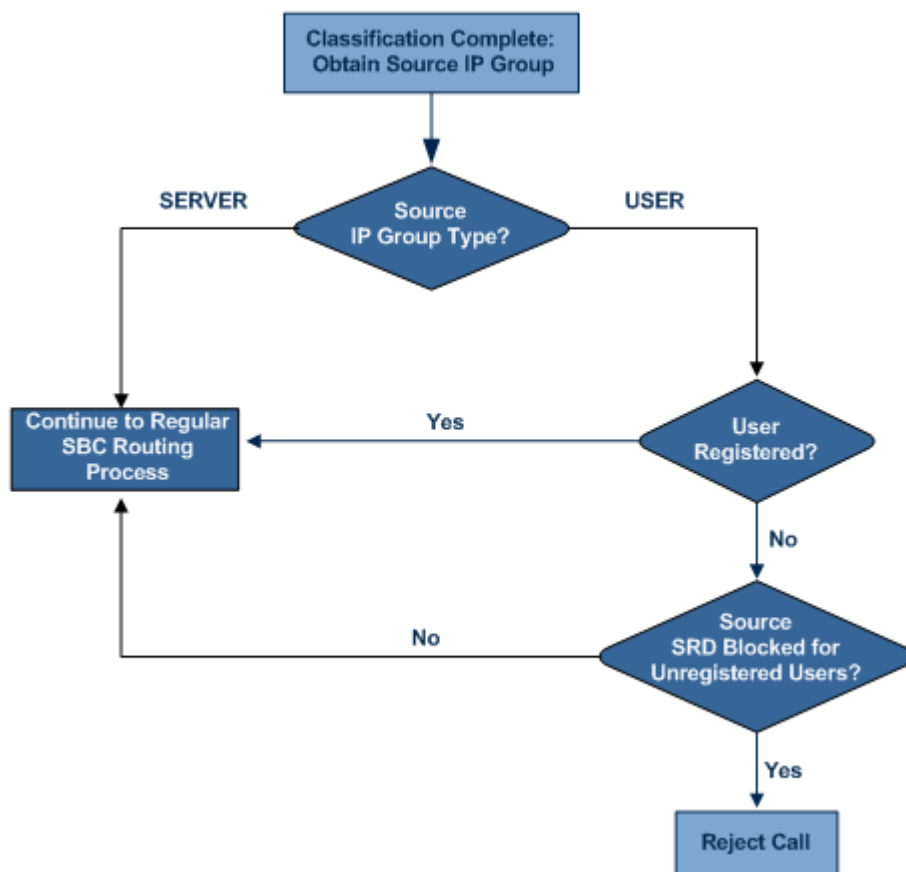 Classification Complete:
Obtain Source IP Group
SERVER
USER
Source
IP Group Type?
Continue to Regular
SBC Routing
Process
Yes
User
Registered?
No
No
Source
SRD Blocked for
Unregistered Users?
Yes
Reject Call